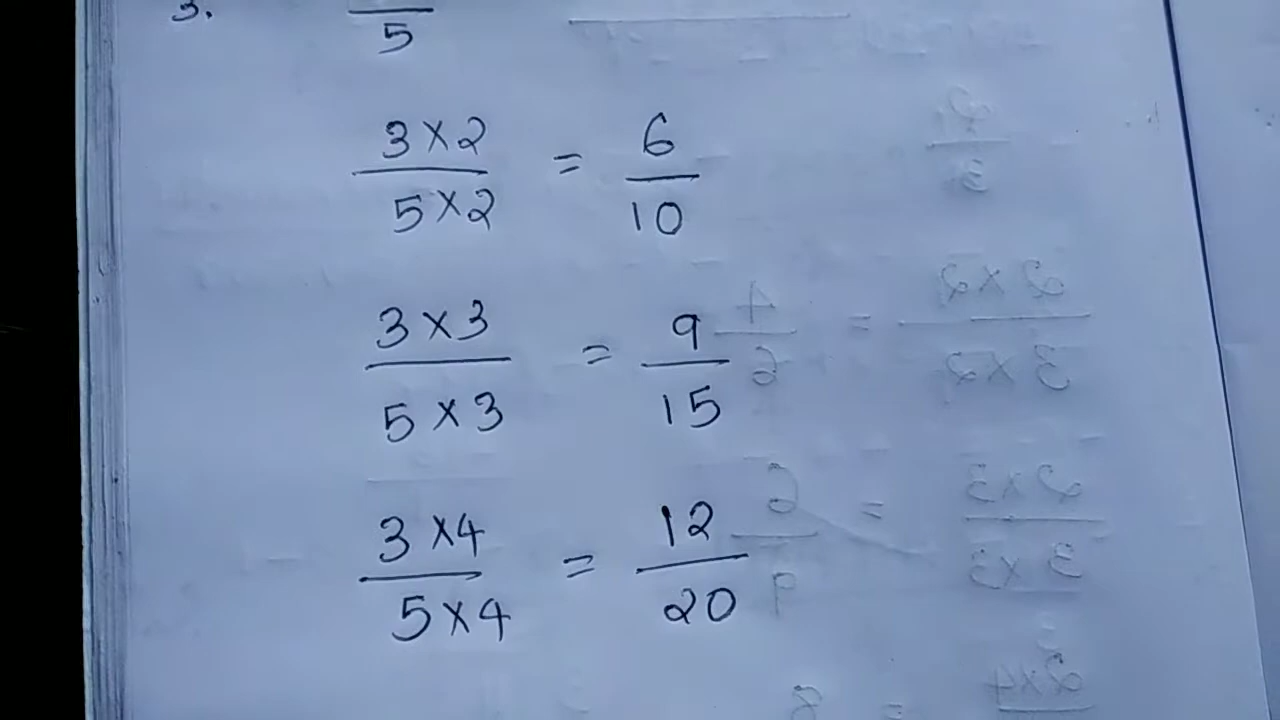 3.
5
3 × 2 = 6
5 × 2 10
3 × 3 = 9
5 × 3 15
3 × 4 = 12
5 × 4 20